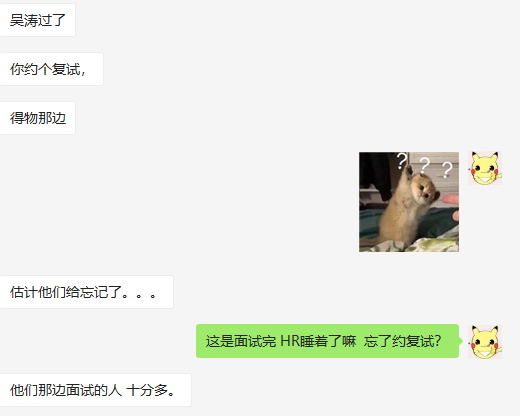 吴涛过了
你约个复试，
得物那边
? ? ?
估计他们给忘记了。。。
这是面试完 HR睡着了嘛  忘了约复试？
他们那边面试的人 十分多。